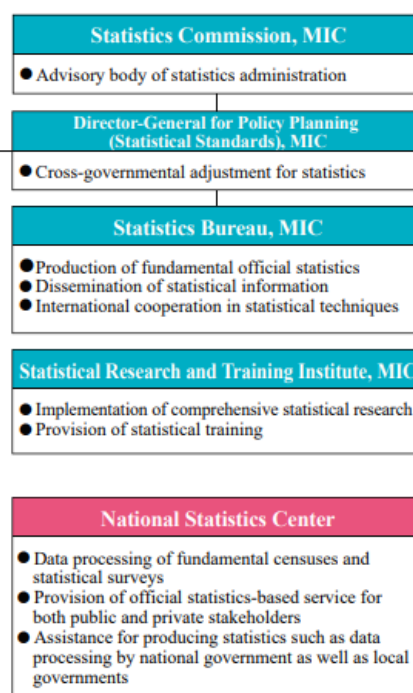 Statistics Commission, MIC
● Advisory body of statistics administration
Director-General for Policy Planning
(Statistical Standards), MIC
● Cross-governmental adjustment for statistics
Statistics Bureau, MIC
● Production of fundamental official statistics
● Dissemination of statistical information
● International cooperation in statistical techniques
Statistical Research and Training Institute, MIC
● Implementation of comprehensive statistical research
● Provision of statistical training
National Statistics Center
● Data processing of fundamental censuses and
statistical surveys
● Provision of official statistics-based service for
both public and private stakeholders
● Assistance for producing statistics such as data
processing by national government as well as local
governments